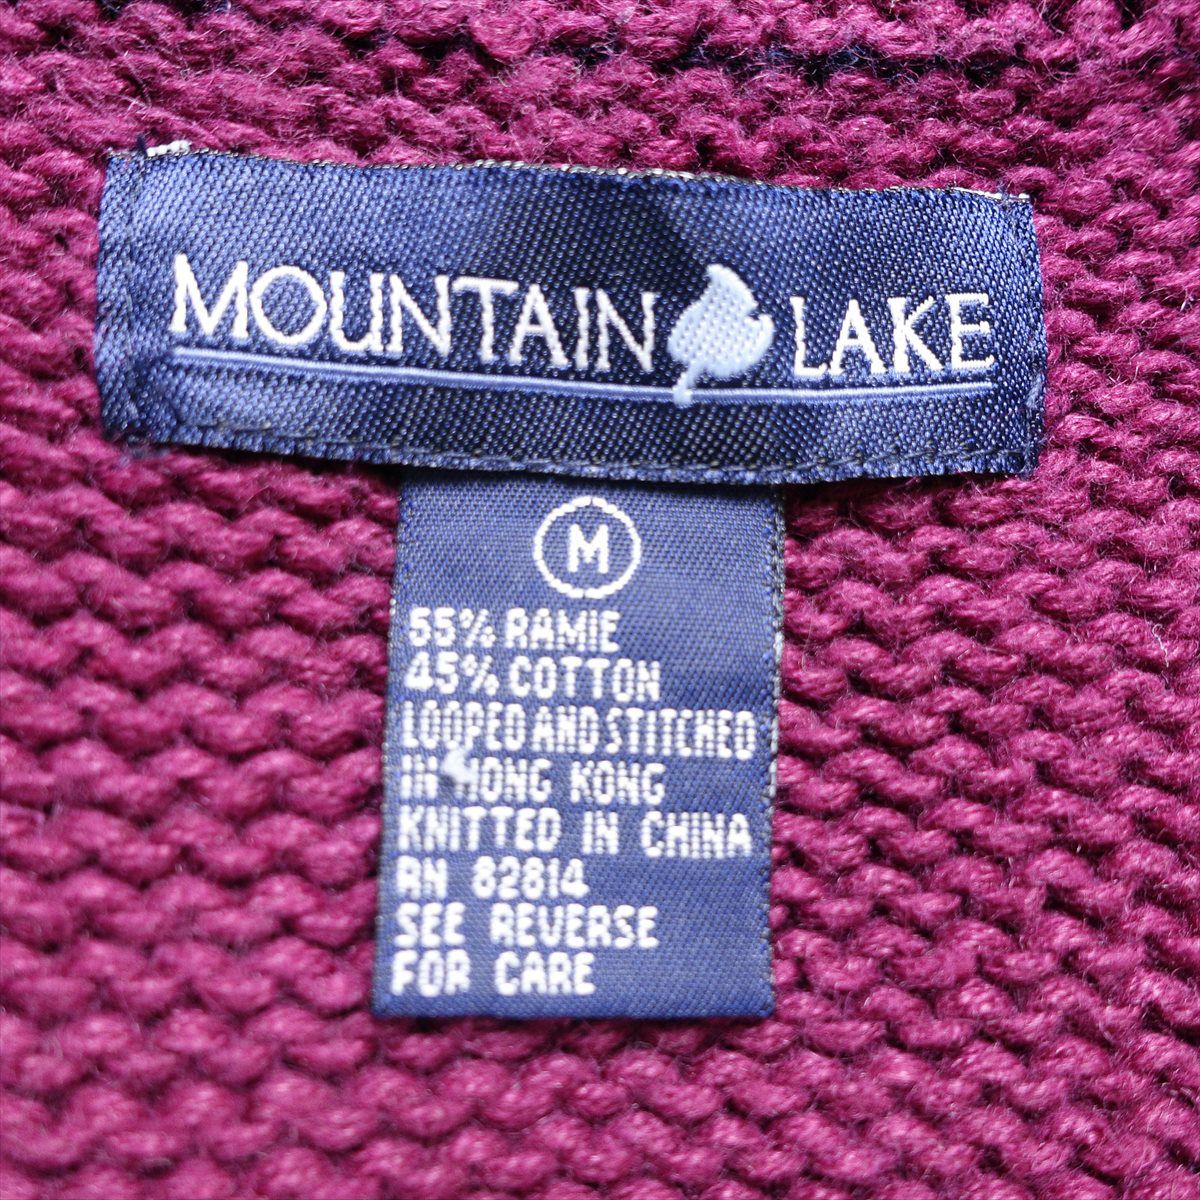 MOUNTAIN LAKE
M
55% RAMIE
45% COTTON
LOOPED AND STITCHED
IN HONG KONG
KNITTED IN CHINA
RN 82814
SEE REVERSE
FOR CARE